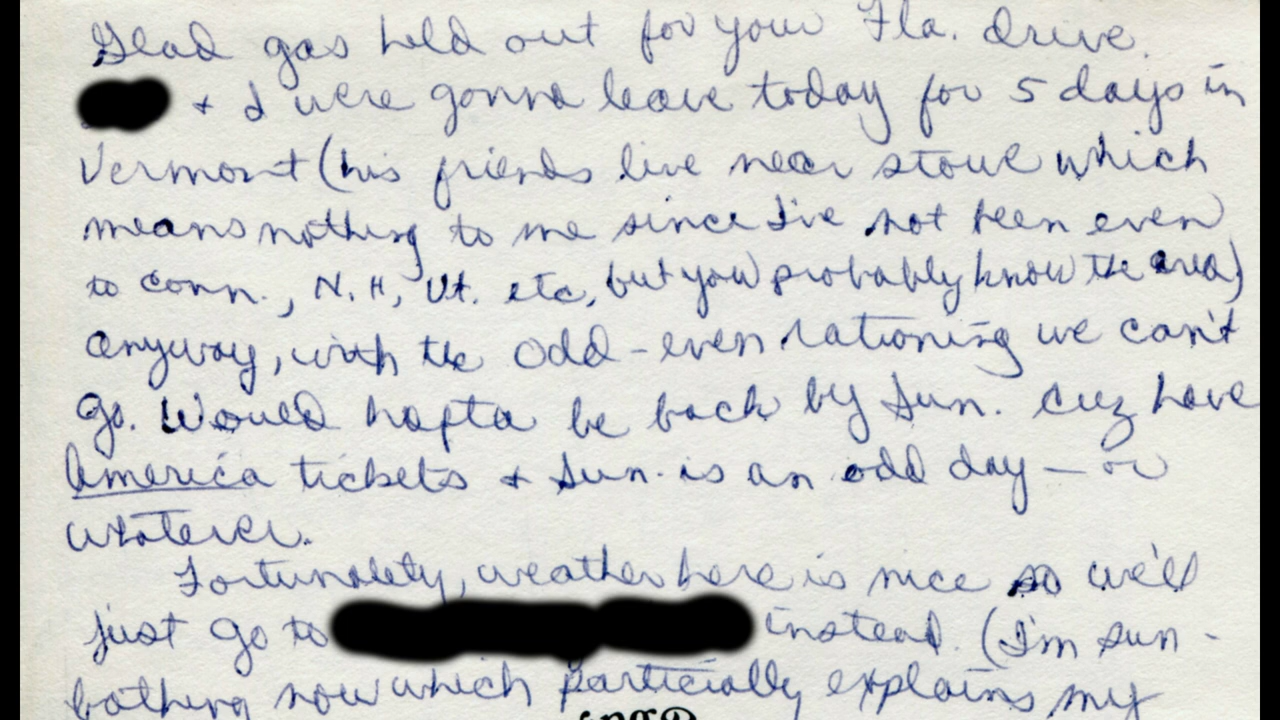 Glad gas held out for your Fla. drive.
+ I were gonna leave today for 5 days in
Vermont (his friends live near stowe which
means nothing to me since I've not been even
to conn., N.H, Vt. etc, but you probably know the area)
anyway, with the odd-even rationing we can't
go. Would hafta be back by Sun. cuz have
America tickets + Sun. is an odd day — or
whatever.
Fortunately, weather here is nice so we'll
just go to instead. (I'm sun-
bathing now which particially explains my